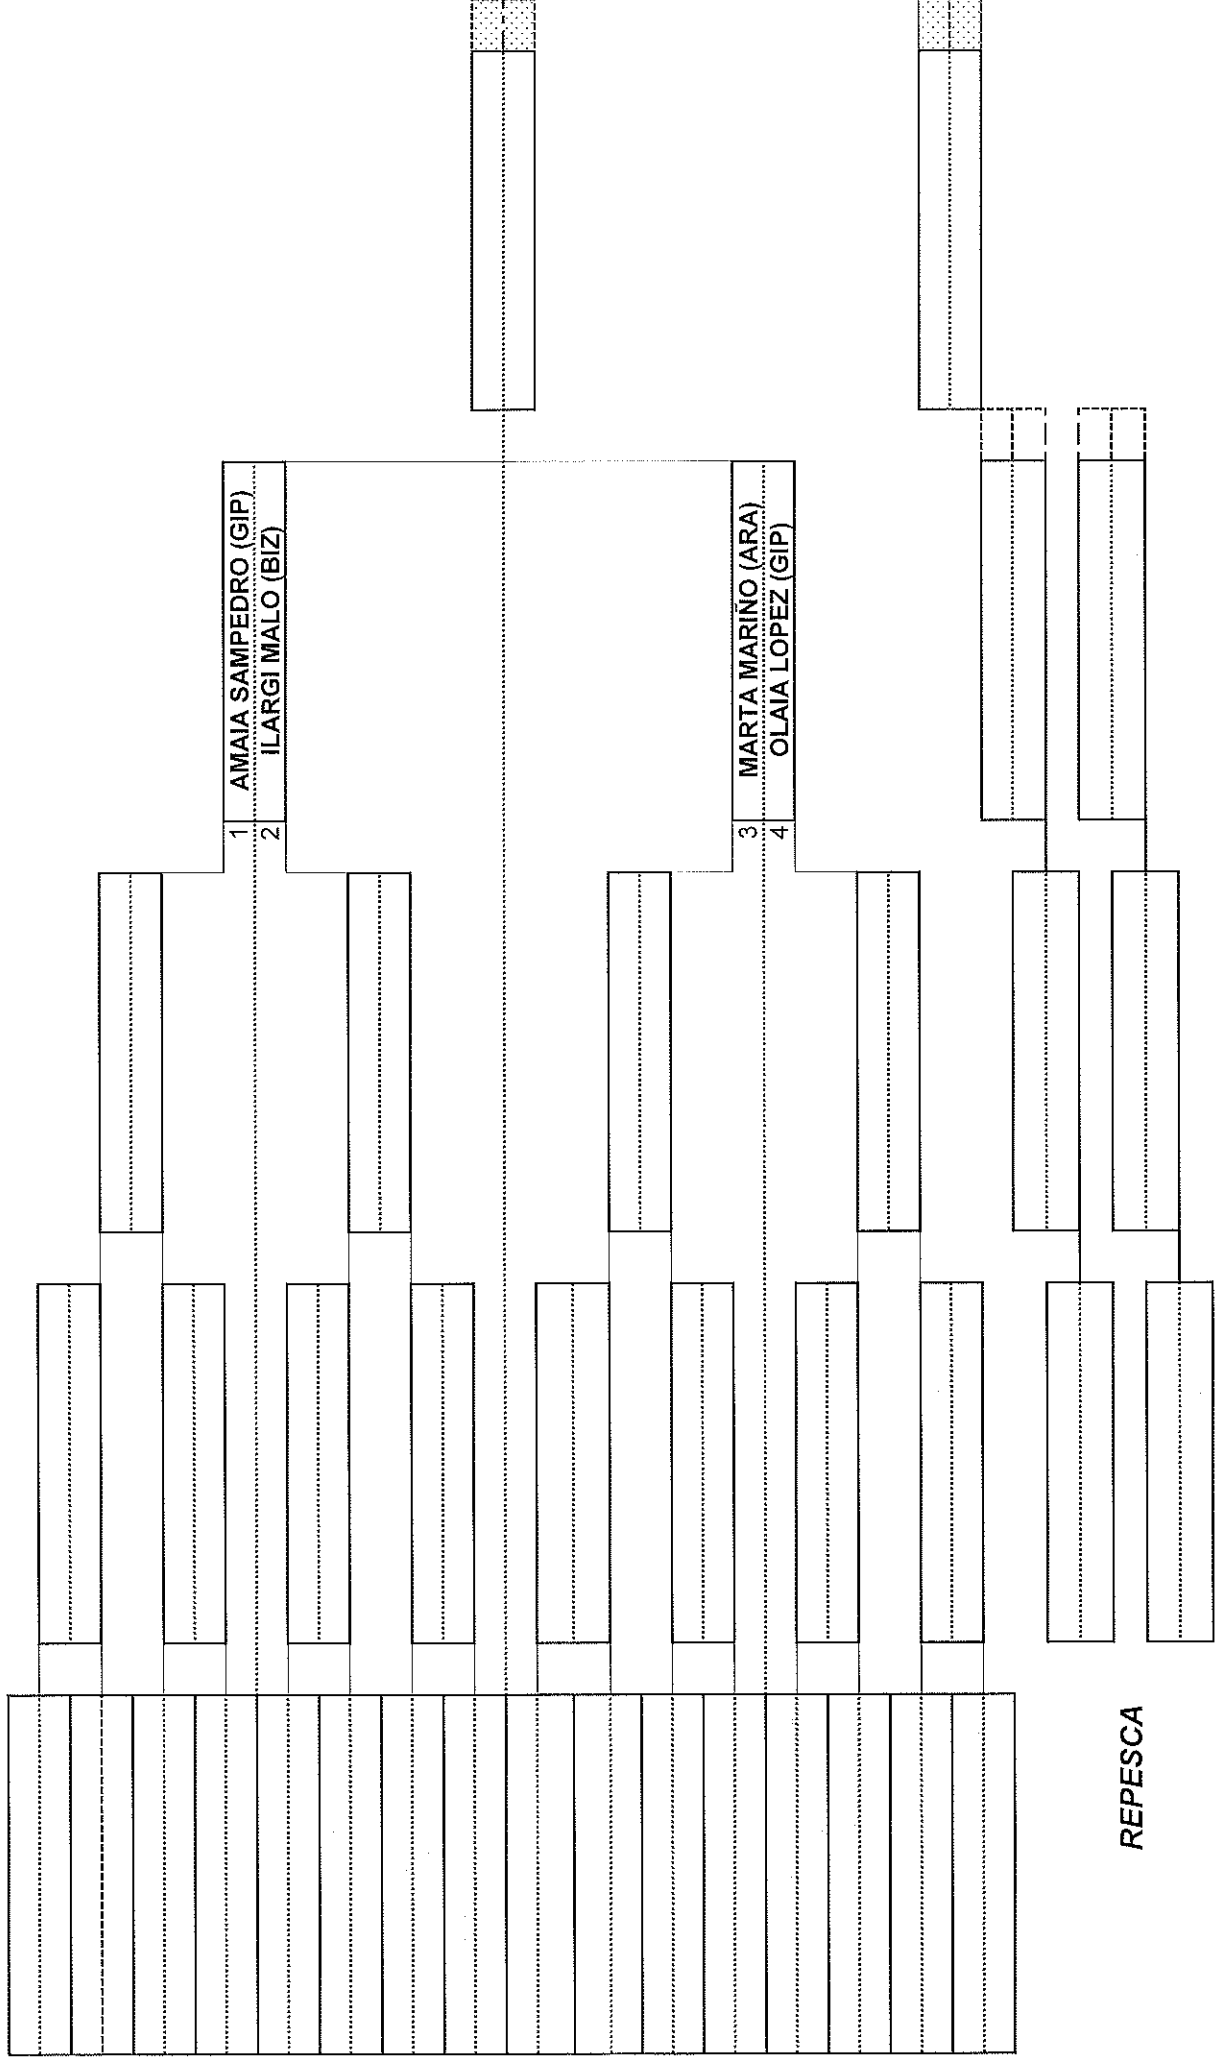 1 AMAIA SAMPEDRO (GIP)
2 ILARGI MALO (BIZ)
3 MARTA MARIÑO (ARA)
4 OLAIA LOPEZ (GIP)
REPESCA